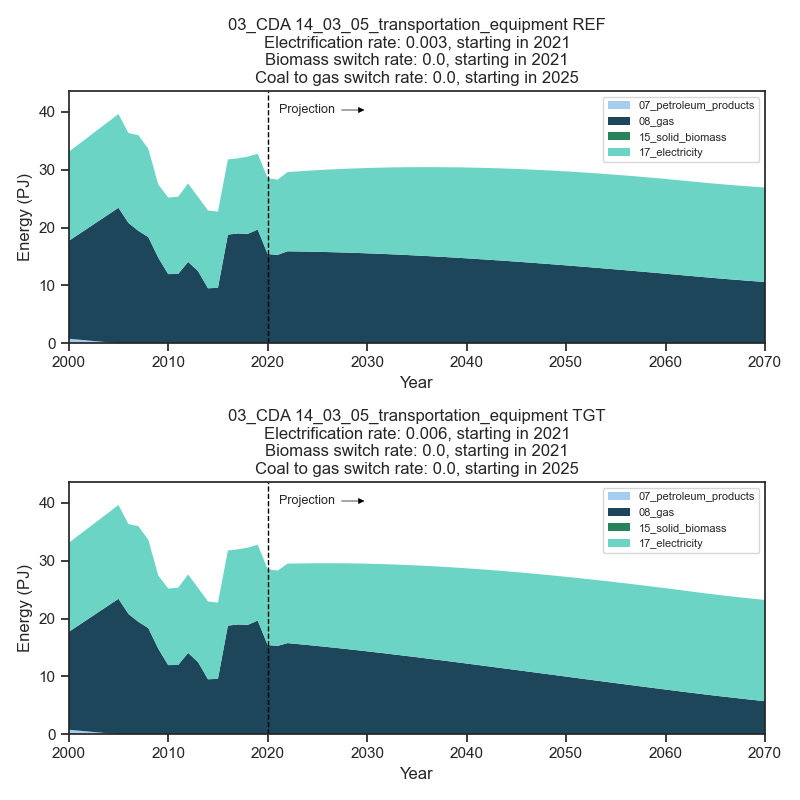 03_CDA 14_03_05_transportation_equipment REF
Electrification rate: 0.003, starting in 2021
Biomass switch rate: 0.0, starting in 2021
Coal to gas switch rate: 0.0, starting in 2025
Projection
07_petroleum_products
08_gas
15_solid_biomass
17_electricity
Energy (PJ)
40
30
20
10
0
2000 2010 2020 2030 2040 2050 2060 2070
Year
03_CDA 14_03_05_transportation_equipment TGT
Electrification rate: 0.006, starting in 2021
Biomass switch rate: 0.0, starting in 2021
Coal to gas switch rate: 0.0, starting in 2025
Projection
07_petroleum_products
08_gas
15_solid_biomass
17_electricity
Energy (PJ)
40
30
20
10
0
2000 2010 2020 2030 2040 2050 2060 2070
Year